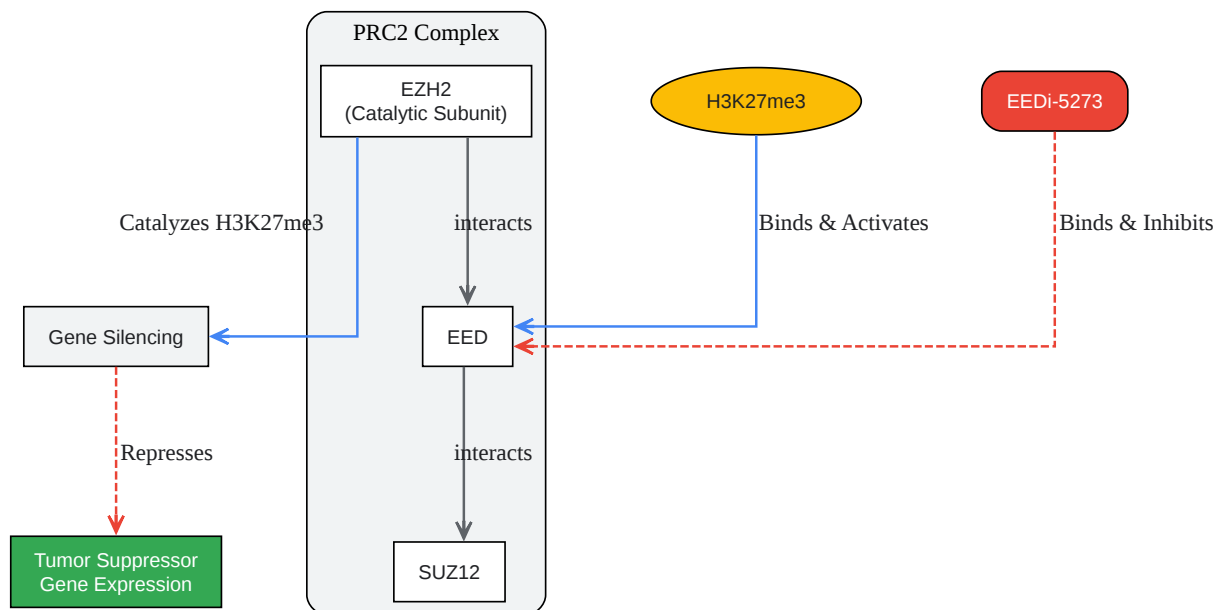 PRC2 Complex
EZH2
(Catalytic Subunit)
H3K27me3
EEDi-5273
Catalyzes H3K27me3
interacts
Binds & Activates
Binds & Inhibits
Gene Silencing
EED
Represses
interacts
Tumor Suppressor
Gene Expression
SUZ12